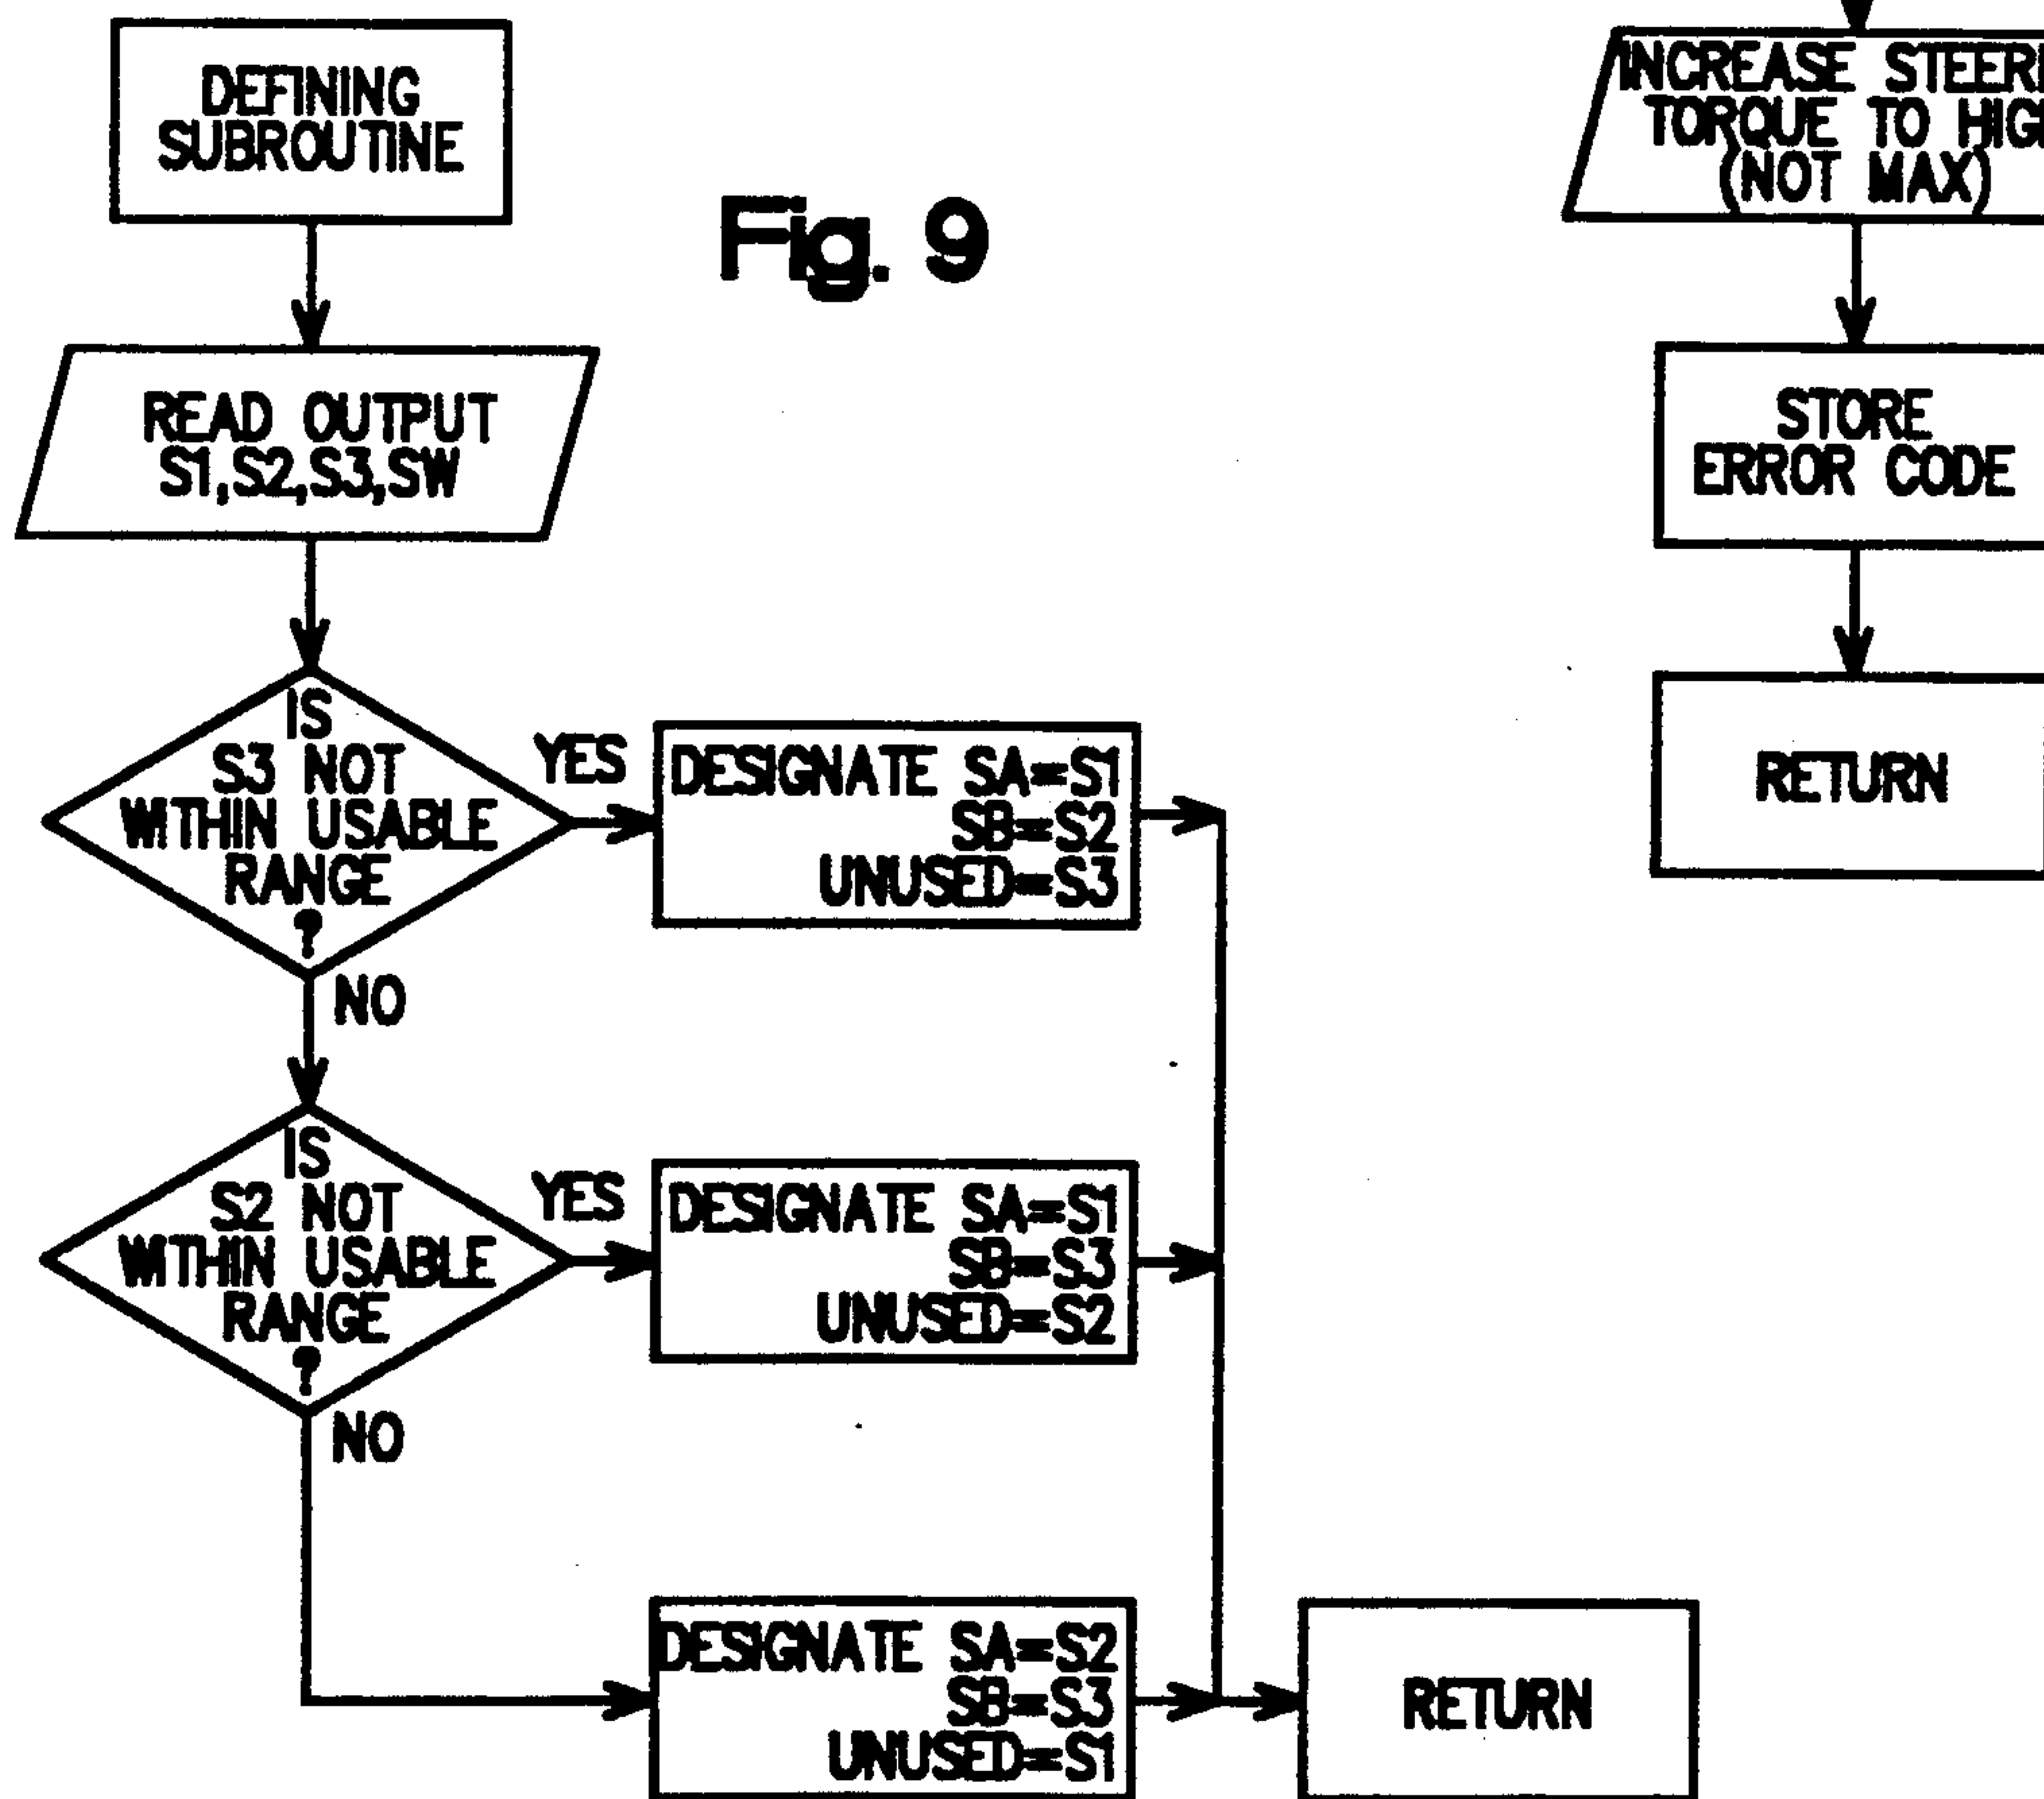 DEFINING
SUBROUTINE
Fig. 9
READ OUTPUT
S1,S2,S3,SW
IS
S3 NOT
WITHIN USABLE
RANGE
?
YES
NO
DESIGNATE SA=S1
SB=S2
UNUSED=S3
IS
S2 NOT
WITHIN USABLE
RANGE
?
YES
NO
DESIGNATE SA=S1
SB=S3
UNUSED=S2
DESIGNATE SA=S2
SB=S3
UNUSED=S1
RETURN
INCREASE
TORQUE TO
(NOT MAX)
STORE
ERROR CODE
RETURN